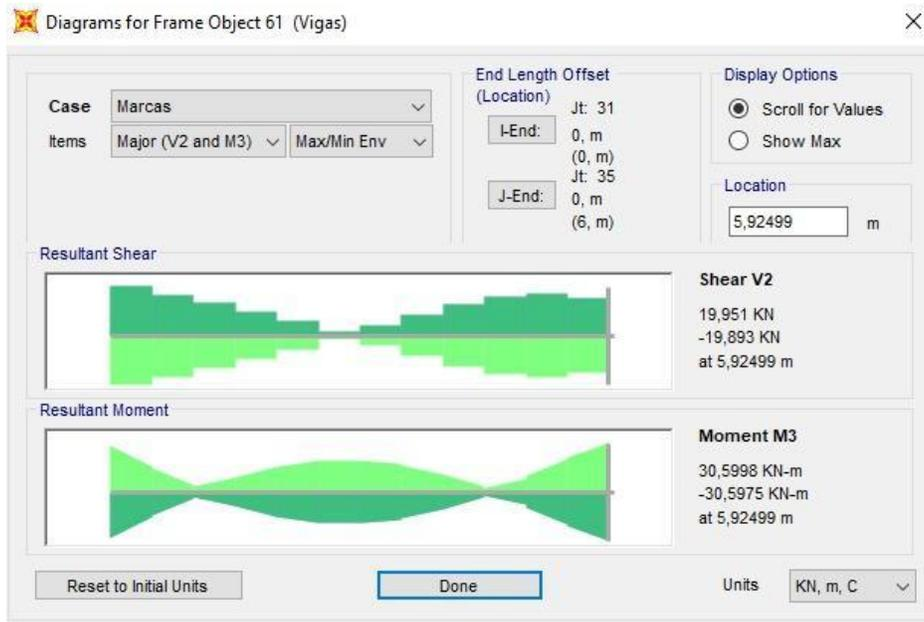 Diagrams for Frame Object 61 (Vigas)
Case Marcas
Items Major (V2 and M3) Max/Min Env
End Length Offset
(Location)
Jt: 31
I-End: 0, m
(0, m)
Jt: 35
J-End: 0, m
(6, m)
Display Options
Scroll for Values
Show Max
Location
5,92499 m
Resultant Shear
Shear V2
19,951 KN
-19,893 KN
at 5,92499 m
Resultant Moment
Moment M3
30,5998 KN-m
-30,5975 KN-m
at 5,92499 m
Reset to Initial Units
Done
Units KN, m, C